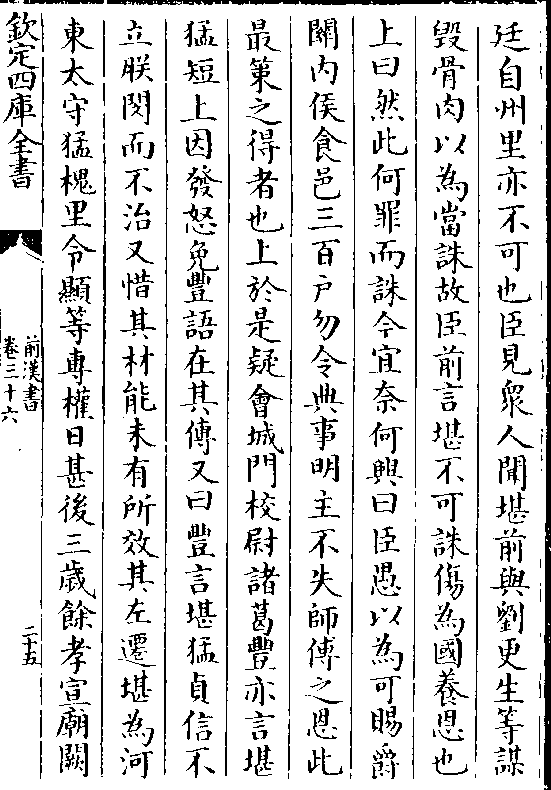 廷自州里亦不可也臣見衆人聞堪前與劉更生等謀
毁骨肉以為當誅故臣前言堪不可誅傷為國養恩也
上曰然此何罪而誅今宜奈何興曰臣愚以為可賜爵
關内侯食邑三百户勿令典事明主不失師傅之恩此
最策之得者也上於是疑會城門校尉諸葛豐亦言堪
猛短上因發怒免豐語在其傳又曰豐言堪猛貞信不
立朕閔而不治又惜其材能未有所效其左遷堪為河
東太守猛槐里令顯等專權日甚後三歲餘孝宣廟闕
欽定四庫全書
前漢書
卷三十六
二十五